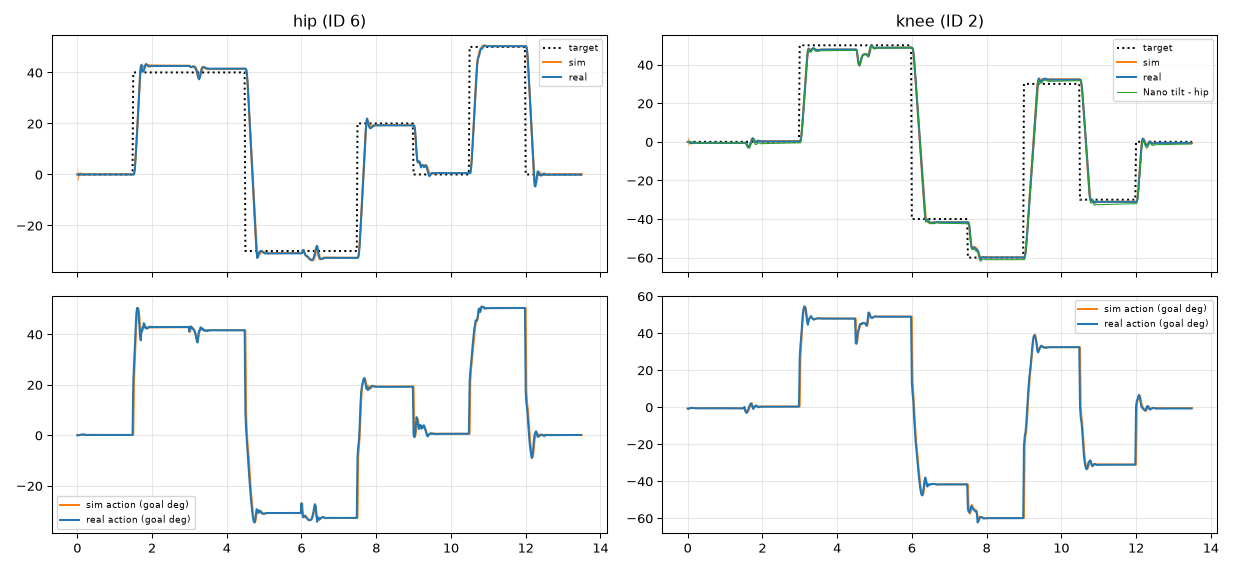 hip (ID 6)
knee (ID 2)
target
sim
real
target
sim
real
Nano tilt - hip
40
20
0
−20
40
20
0
−20
−40
−60
sim action (goal deg)
real action (goal deg)
sim action (goal deg)
real action (goal deg)
40
20
0
−20
60
40
20
0
−20
−40
−60
0 2 4 6 8 10 12 14
0 2 4 6 8 10 12 14